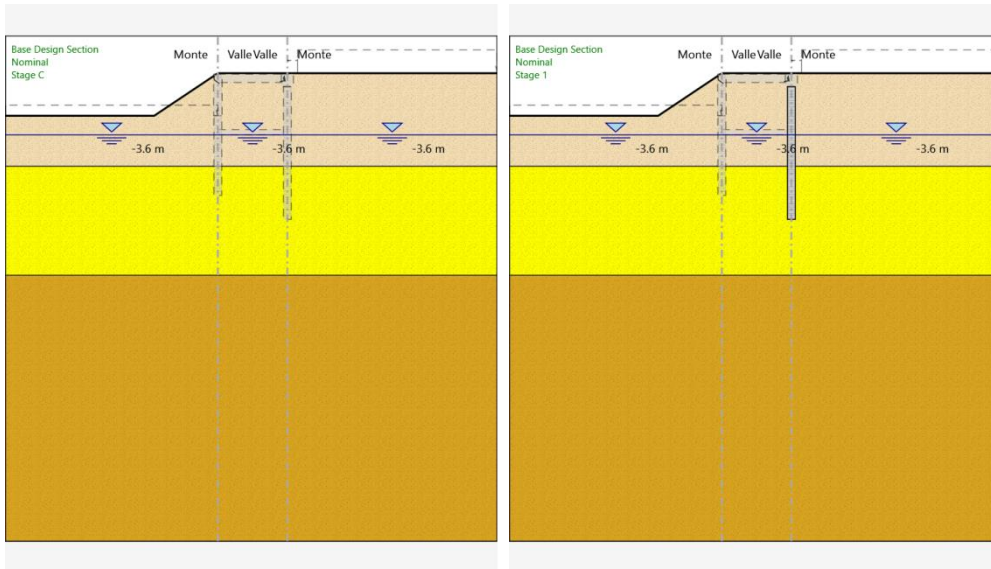 Base Design Section
Nominal
Stage C
Monte
Valle Valle
Monte
-3.6 m
-3.6 m
-3.6 m
Base Design Section
Nominal
Stage 1
Monte
Valle Valle
Monte
-3.6 m
-3.6 m
-3.6 m